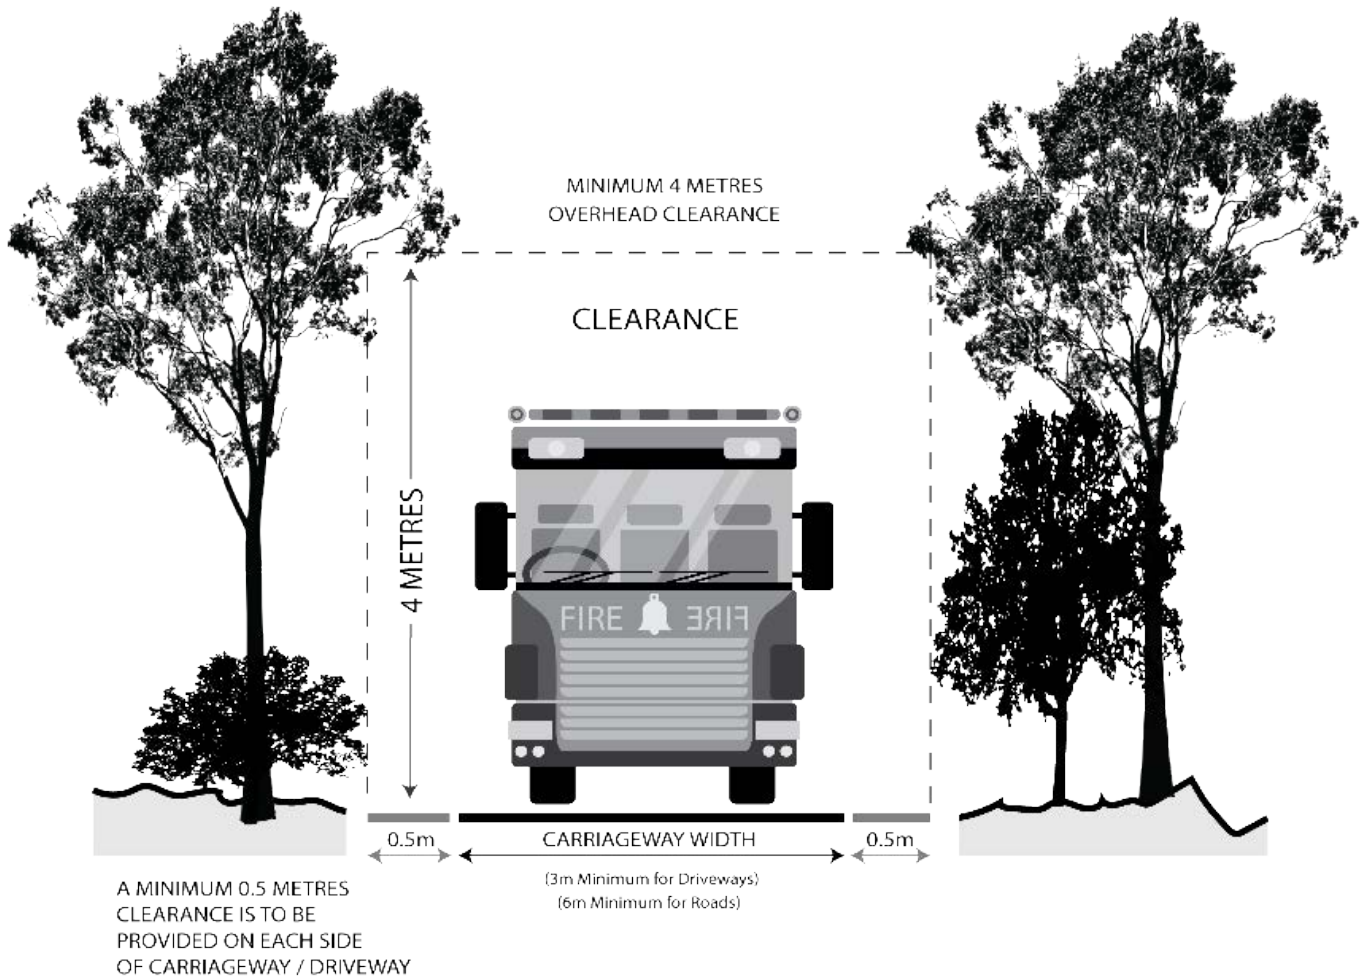 MINIMUM 4 METRES
OVERHEAD CLEARANCE
CLEARANCE
4 METRES
FIRE FIRE
0.5m
CARRIAGEWAY WIDTH
0.5m
(3m Minimum for Driveways)
(6m Minimum for Roads)
A MINIMUM 0.5 METRES
CLEARANCE IS TO BE
PROVIDED ON EACH SIDE
OF CARRIAGEWAY / DRIVEWAY